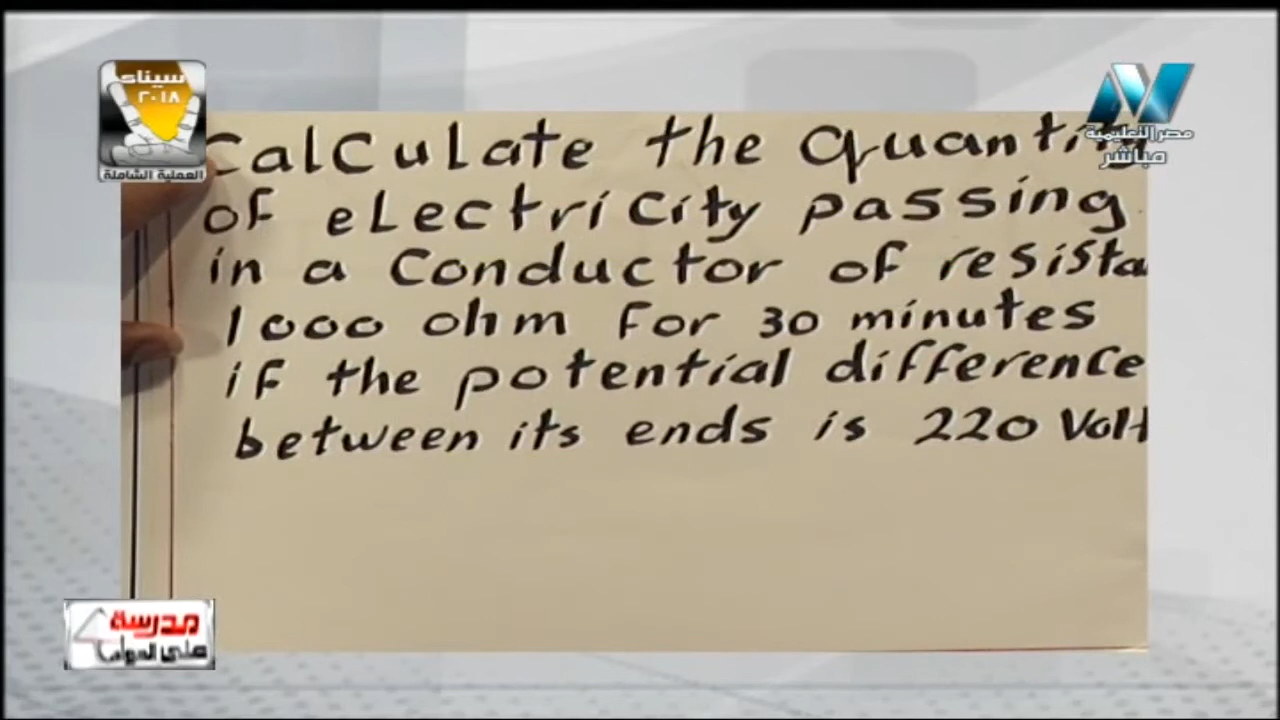 سيناء
٢٠١٨
العملية الشاملة
مصر التعليمية
مباشر
Calculate the quantity
of electricity passing
in a conductor of resista
1000 ohm for 30 minutes
if the potential difference
between its ends is 220 Volt
مدرسة
على الهواء